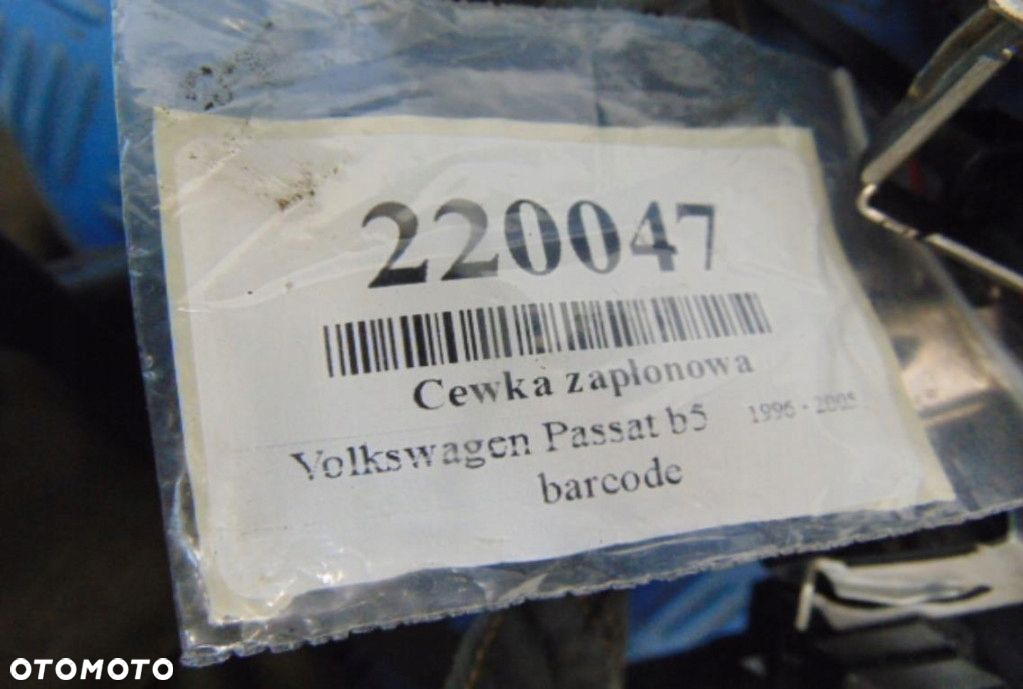 220047
Cewka zapłonowa
Volkswagen Passat b5 1996 - 2005
barcode
OTOMOTO